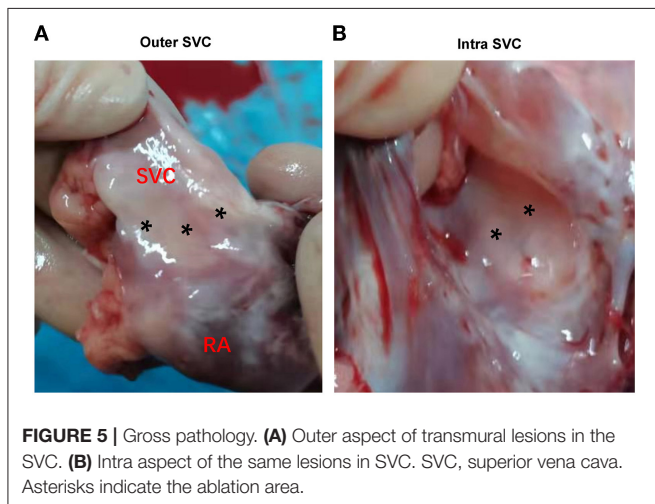 A
Outer SVC
B
Intra SVC
SVC
* * *
RA
* *
FIGURE 5 | Gross pathology. (A) Outer aspect of transmural lesions in the
SVC. (B) Intra aspect of the same lesions in SVC. SVC, superior vena cava.
Asterisks indicate the ablation area.